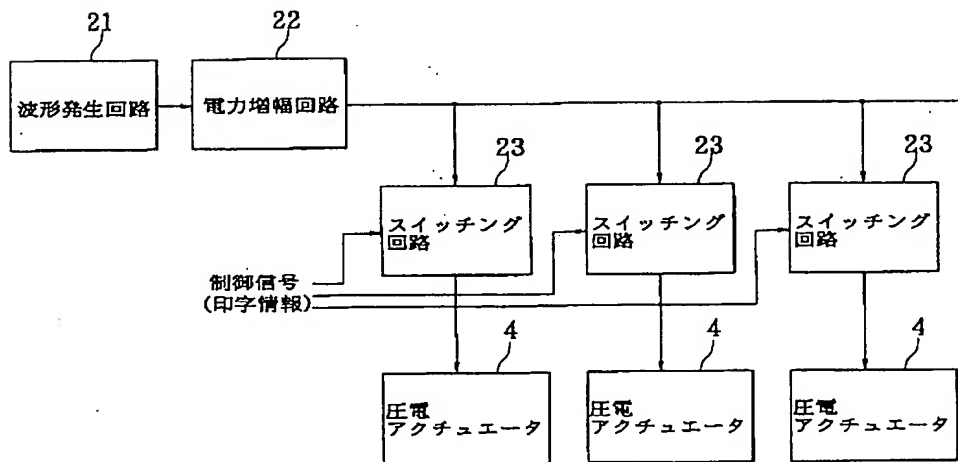 21
22
波形発生回路
電力増幅回路
23
23
23
スイッチング
回路
スイッチング
回路
スイッチング
回路
制御信号
(印字情報)
4
4
4
圧電
アクチュエータ
圧電
アクチュエータ
圧電
アクチュエータ